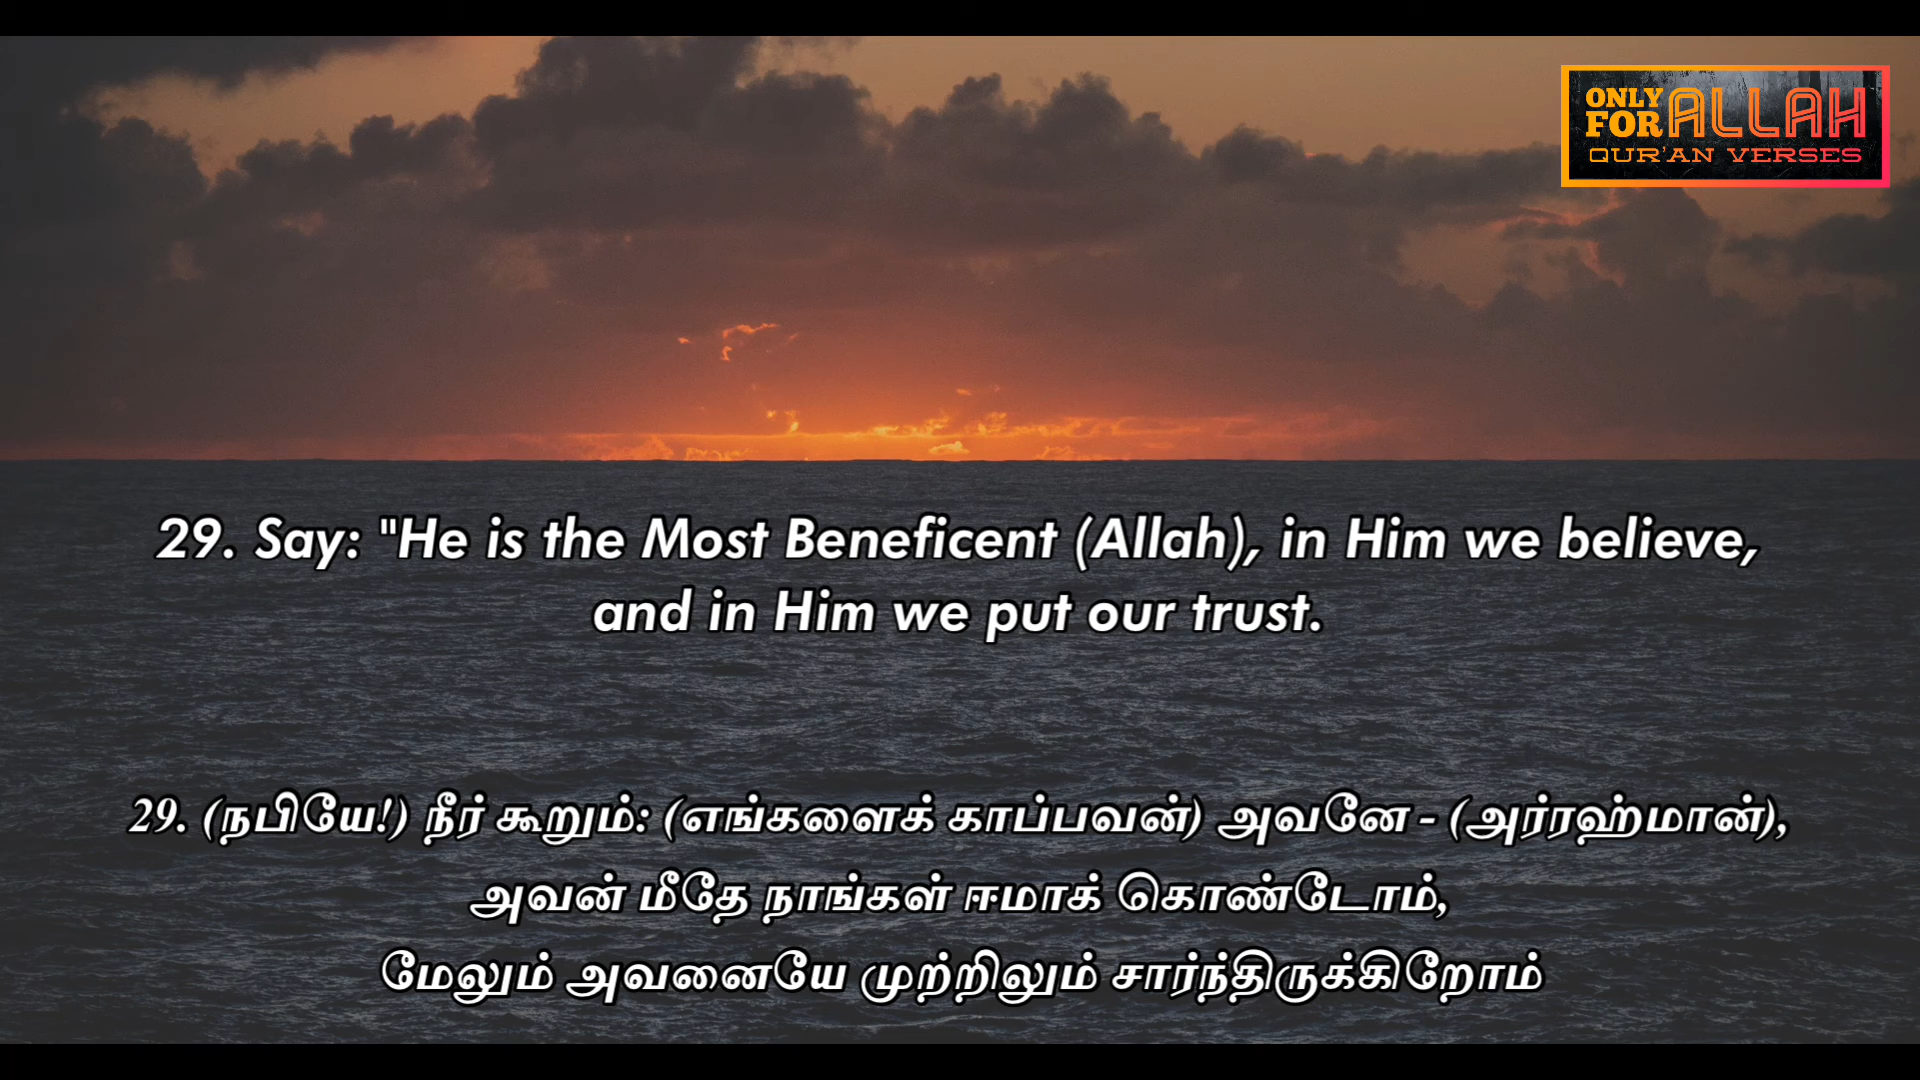 ONLY FOR ALLAH
QUR'AN VERSES
29. Say: "He is the Most Beneficent (Allah), in Him we believe,
and in Him we put our trust.
29. (நபியே!) நீர் கூறும்: (எங்களைக் காப்பவன்) அவனே - (அர்ரஹ்மான்),
அவன் மீதே நாங்கள் ஈமாக் கொண்டோம்,
மேலும் அவனையே முற்றிலும் சார்ந்திருக்கிறோம்